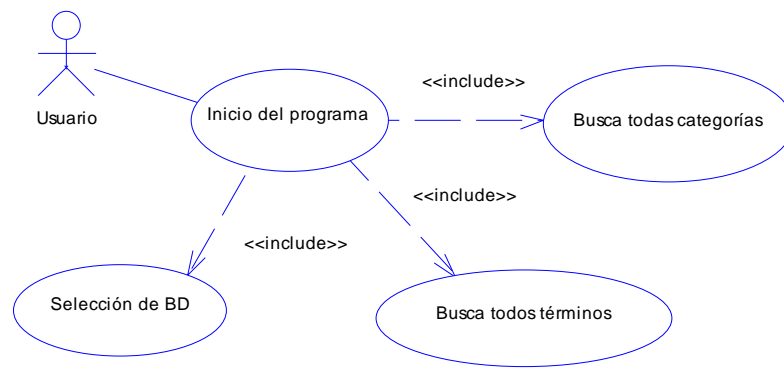 <<include>>
Inicio del programa
Usuario
Busca todas categorías
<<include>>
<<include>>
Selección de BD
Busca todos términos